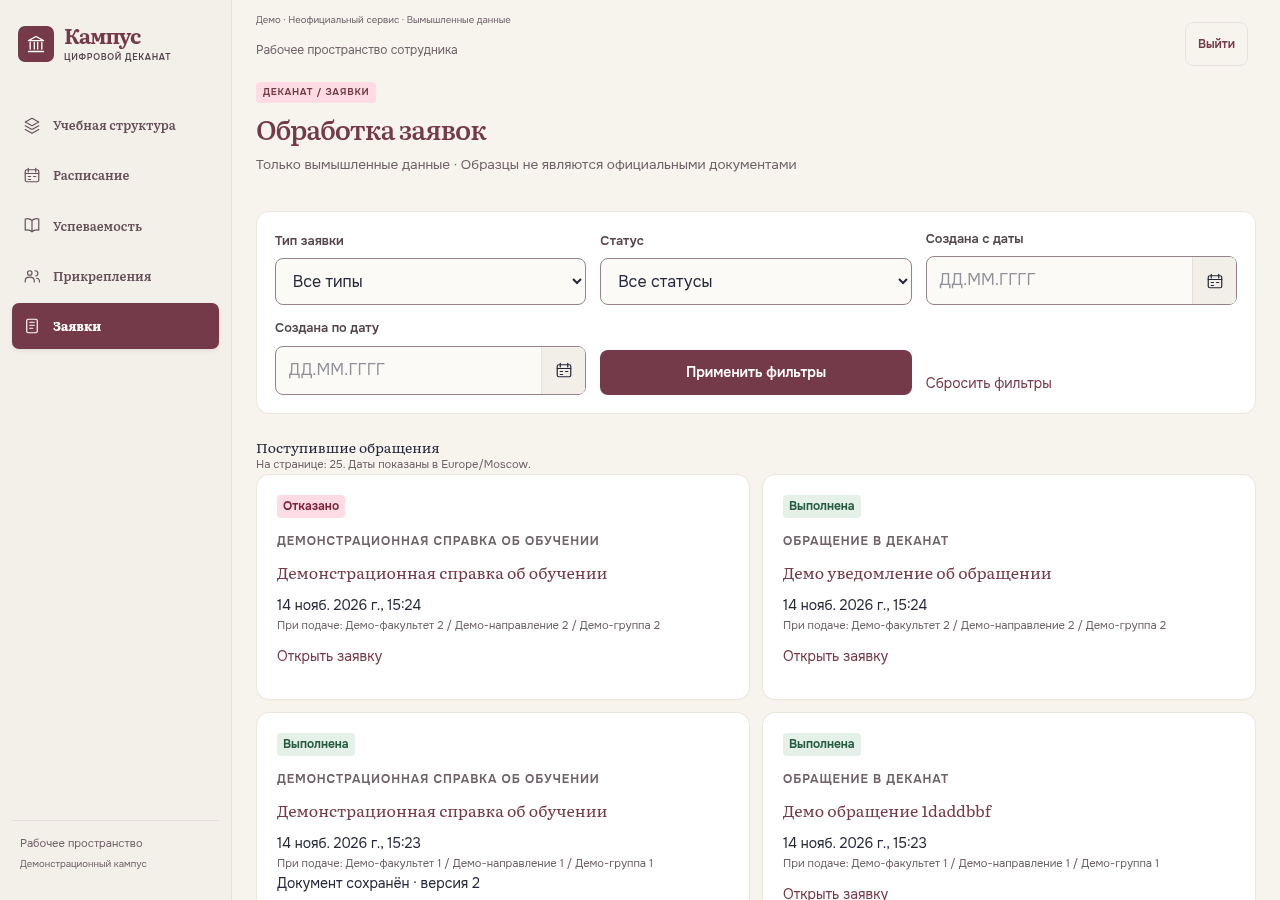 Кампус
ЦИФРОВОЙ ДЕКАНАТ
Учебная структура
Расписание
Успеваемость
Прикрепления
Заявки
Рабочее пространство
Демонстрационный кампус
Демо · Неофициальный сервис · Вымышленные данные
Рабочее пространство сотрудника
Выйти
ДЕКАНАТ / ЗАЯВКИ
Обработка заявок
Только вымышленные данные · Образцы не являются официальными документами
Тип заявки
Все типы
Статус
Все статусы
Создана с даты
ДД.ММ.ГГГГ
Создана по дату
ДД.ММ.ГГГГ
Применить фильтры
Сбросить фильтры
Поступившие обращения
На странице: 25. Даты показаны в Europe/Moscow.
Отказано
ДЕМОНСТРАЦИОННАЯ СПРАВКА ОБ ОБУЧЕНИИ
Демонстрационная справка об обучении
14 нояб. 2026 г., 15:24
При подаче: Демо-факультет 2 / Демо-направление 2 / Демо-группа 2
Открыть заявку
Выполнена
ОБРАЩЕНИЕ В ДЕКАНАТ
Демо уведомление об обращении
14 нояб. 2026 г., 15:24
При подаче: Демо-факультет 2 / Демо-направление 2 / Демо-группа 2
Открыть заявку
Выполнена
ДЕМОНСТРАЦИОННАЯ СПРАВКА ОБ ОБУЧЕНИИ
Демонстрационная справка об обучении
14 нояб. 2026 г., 15:23
При подаче: Демо-факультет 1 / Демо-направление 1 / Демо-группа 1
Документ сохранён · версия 2
Выполнена
ОБРАЩЕНИЕ В ДЕКАНАТ
Демо обращение 1daddbbf
14 нояб. 2026 г., 15:23
При подаче: Демо-факультет 1 / Демо-направление 1 / Демо-группа 1
Открыть заявку